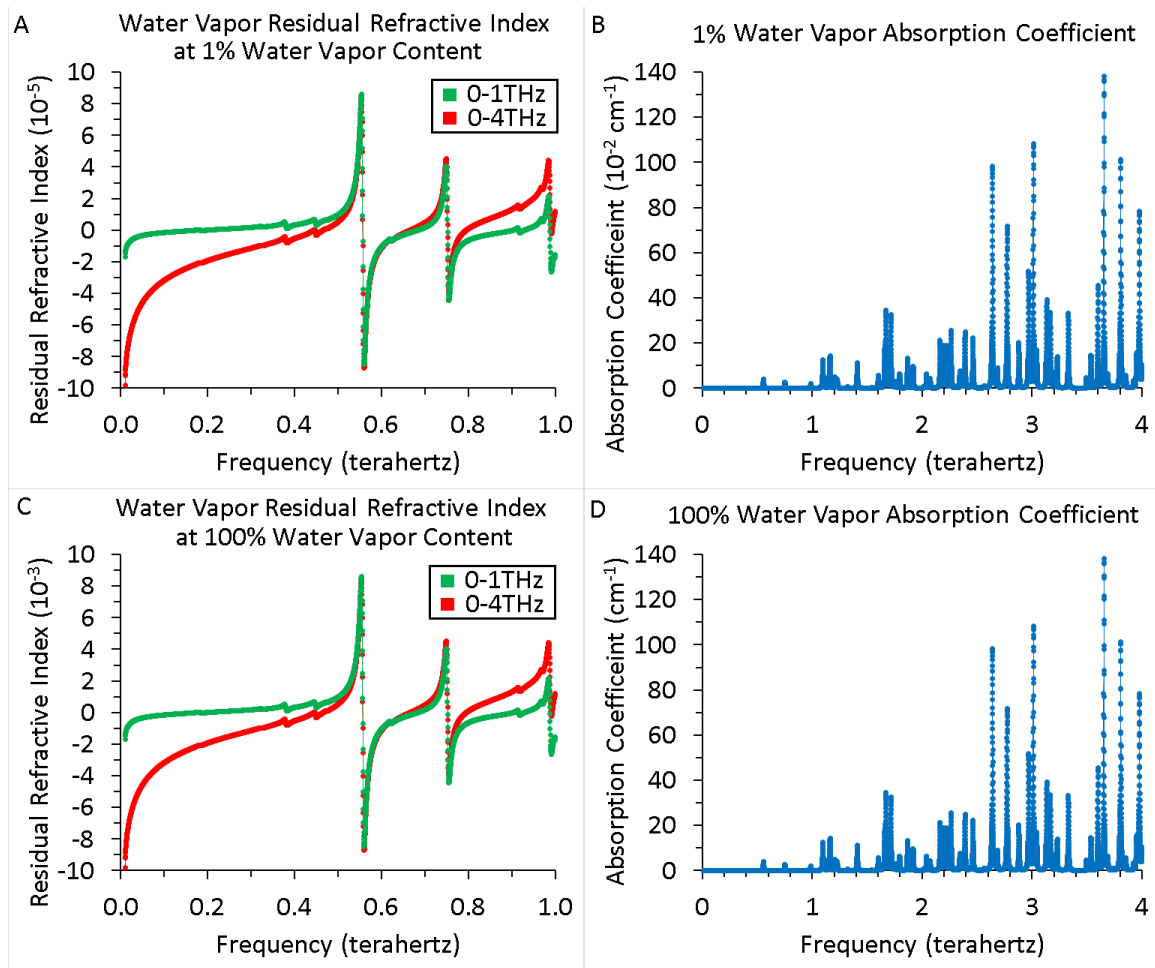 A
Water Vapor Residual Refractive Index
at 1% Water Vapor Content
Residual Refractive Index (10⁻⁵)
10
8
6
4
2
0
-2
-4
-6
-8
-10
0-1THz
0-4THz
0.0 0.2 0.4 0.6 0.8 1.0
Frequency (terahertz)
B
1% Water Vapor Absorption Coefficient
Absorption Coefficeint (10⁻² cm⁻¹)
140
120
100
80
60
40
20
0
0 1 2 3 4
Frequency (terahertz)
C
Water Vapor Residual Refractive Index
at 100% Water Vapor Content
Residual Refractive Index (10⁻³)
10
8
6
4
2
0
-2
-4
-6
-8
-10
0-1THz
0-4THz
0.0 0.2 0.4 0.6 0.8 1.0
Frequency (terahertz)
D
100% Water Vapor Absorption Coefficient
Absorption Coefficeint (cm⁻¹)
140
120
100
80
60
40
20
0
0 1 2 3 4
Frequency (terahertz)